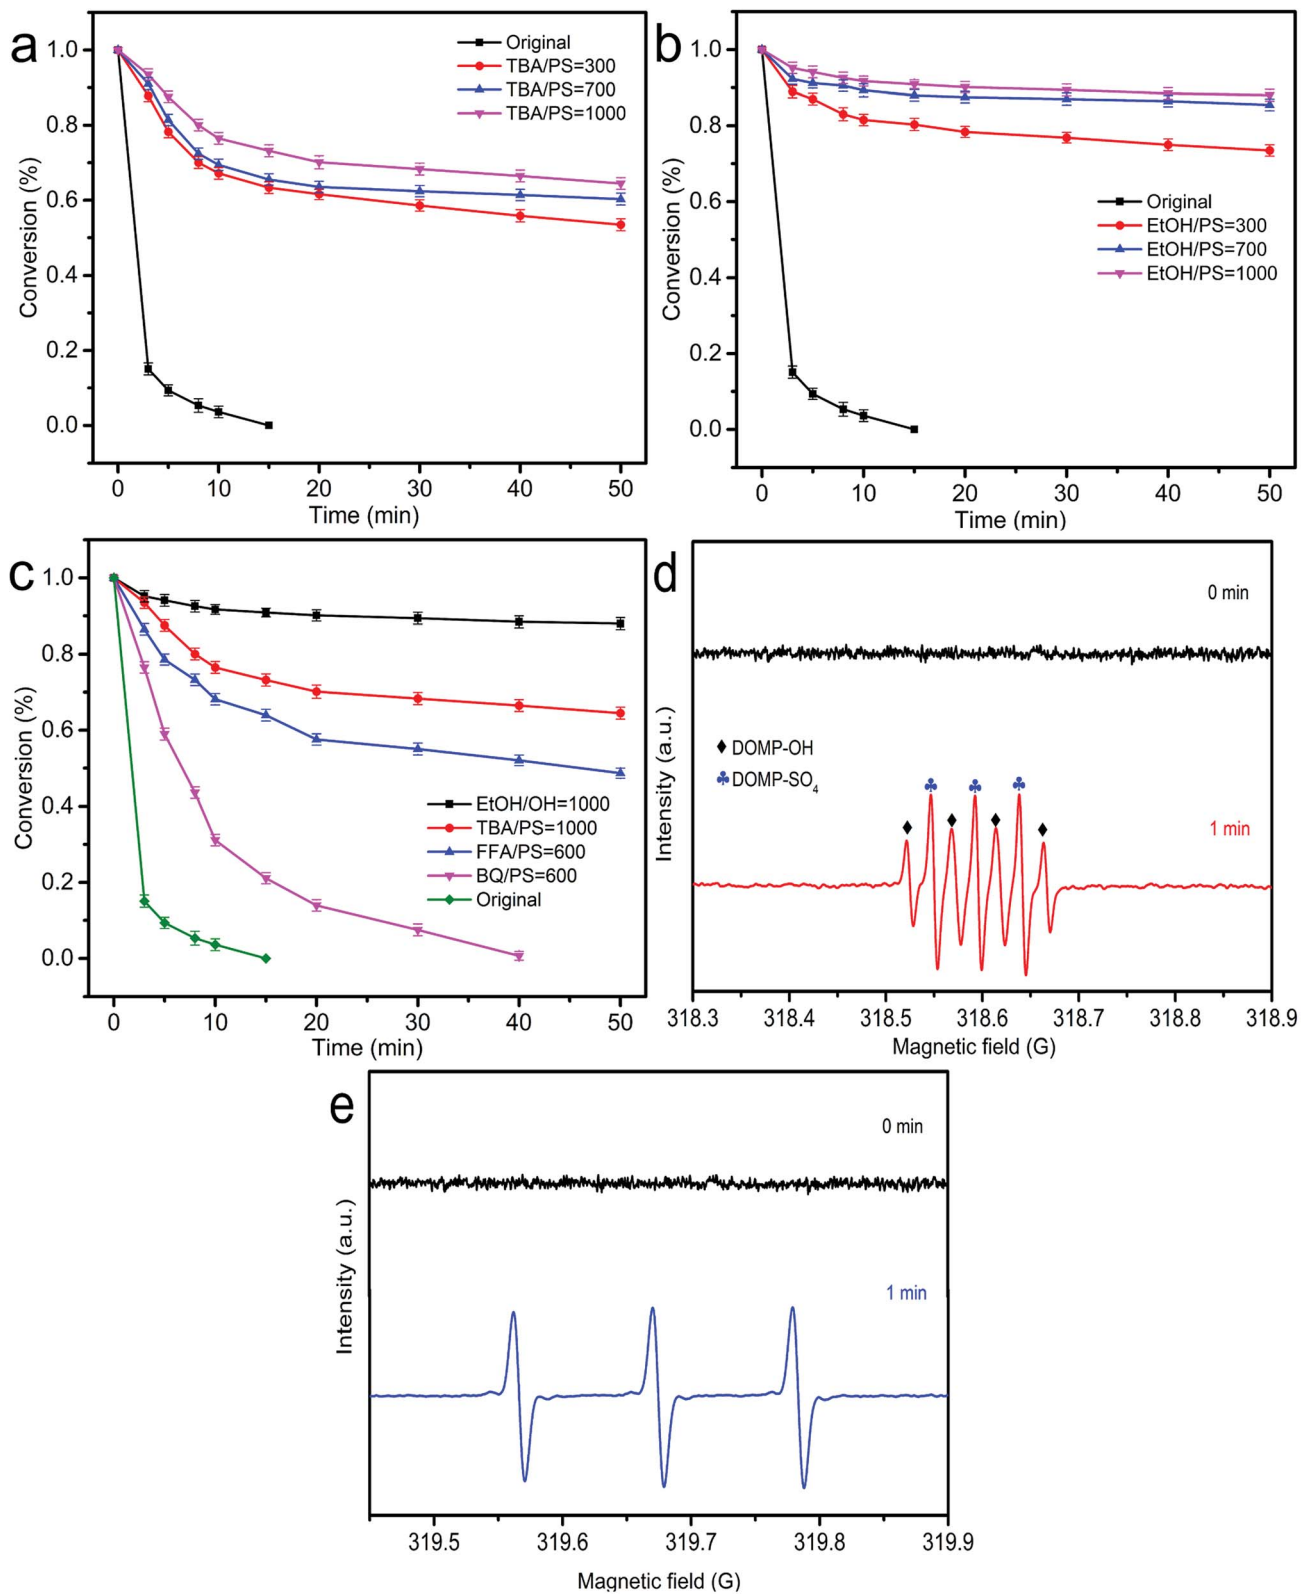 a
Original
TBA/PS=300
TBA/PS=700
TBA/PS=1000
Conversion (%)
1.0
0.8
0.6
0.4
0.2
0.0
0 10 20 30 40 50
Time (min)
b
Original
EtOH/PS=300
EtOH/PS=700
EtOH/PS=1000
Conversion (%)
1.0
0.8
0.6
0.4
0.2
0.0
0 10 20 30 40 50
Time (min)
c
EtOH/OH=1000
TBA/PS=1000
FFA/PS=600
BQ/PS=600
Original
Conversion (%)
1.0
0.8
0.6
0.4
0.2
0.0
0 10 20 30 40 50
Time (min)
d
0 min
DOMP-OH
DOMP-SO4
1 min
Intensity (a.u.)
318.3 318.4 318.5 318.6 318.7 318.8 318.9
Magnetic field (G)
e
0 min
1 min
Intensity (a.u.)
319.5 319.6 319.7 319.8 319.9
Magnetic field (G)